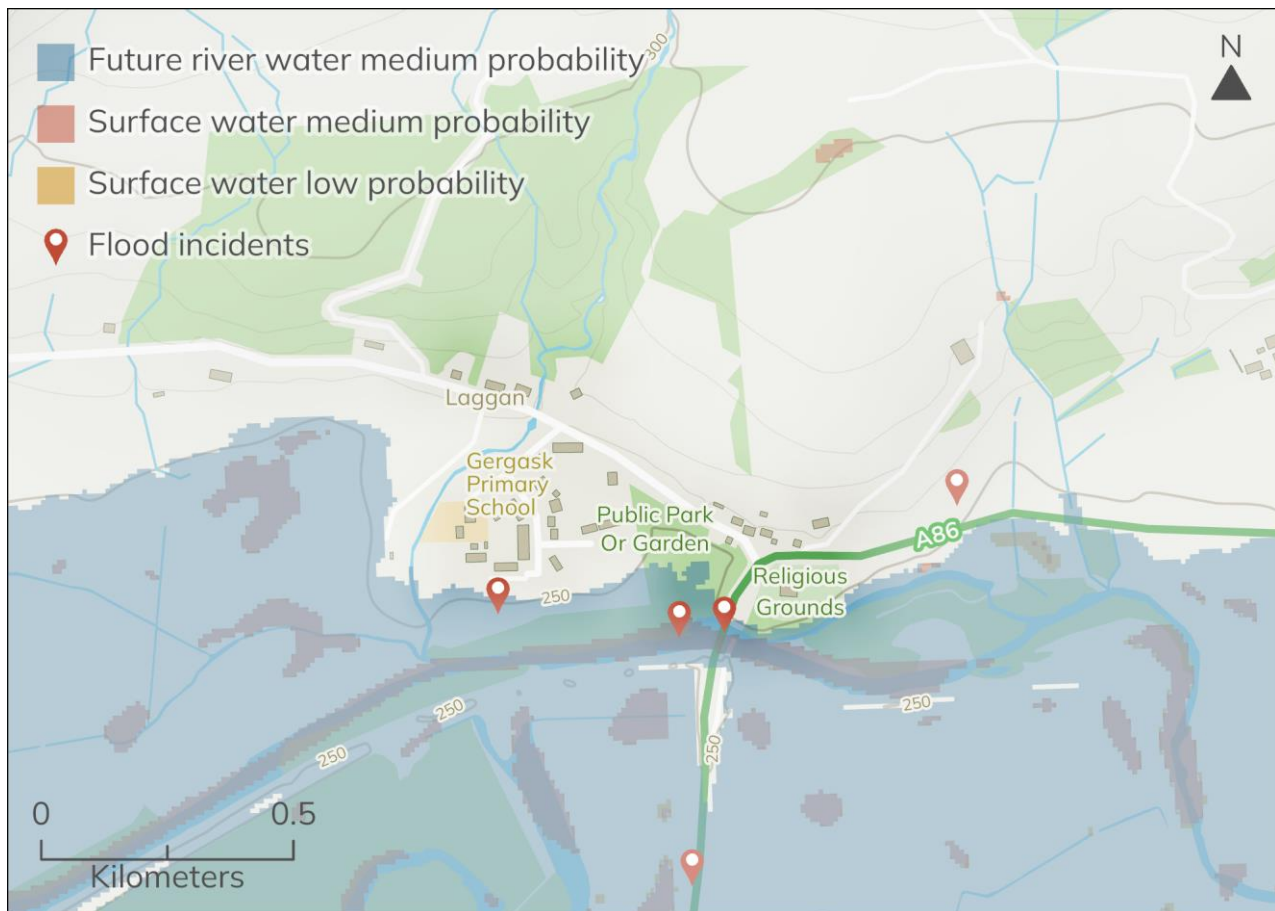 Future river water medium probability
Surface water medium probability
Surface water low probability
Flood incidents
N
300
Laggan
Gergask
Primary
School
Public Park
Or Garden
A86
Religious
Grounds
250
250
250
250
250
0
0.5
Kilometers